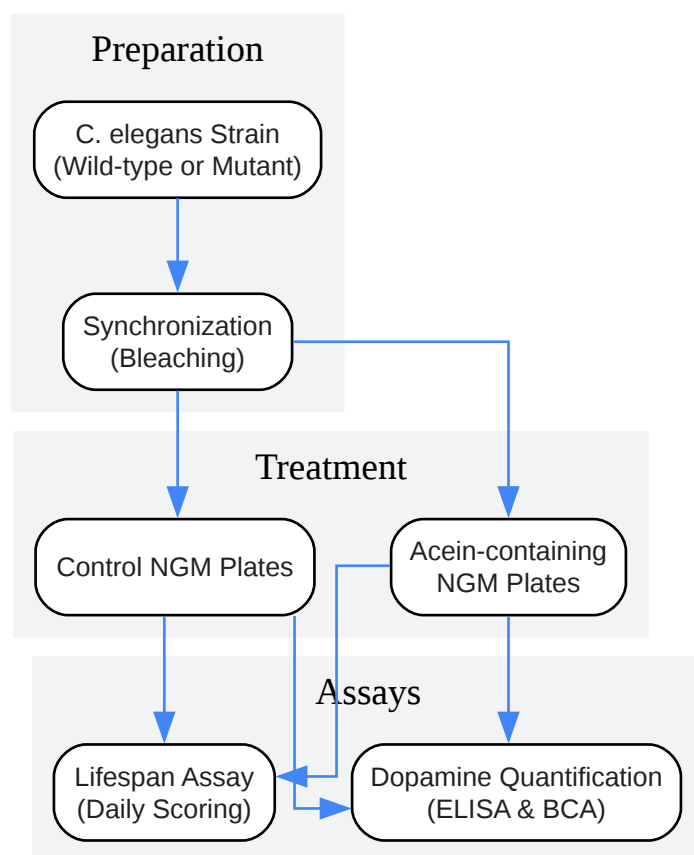 Preparation
C. elegans Strain
(Wild-type or Mutant)
Synchronization
(Bleaching)
Treatment
Control NGM Plates
Acein-containing
NGM Plates
Assays
Lifespan Assay
(Daily Scoring)
Dopamine Quantification
(ELISA & BCA)